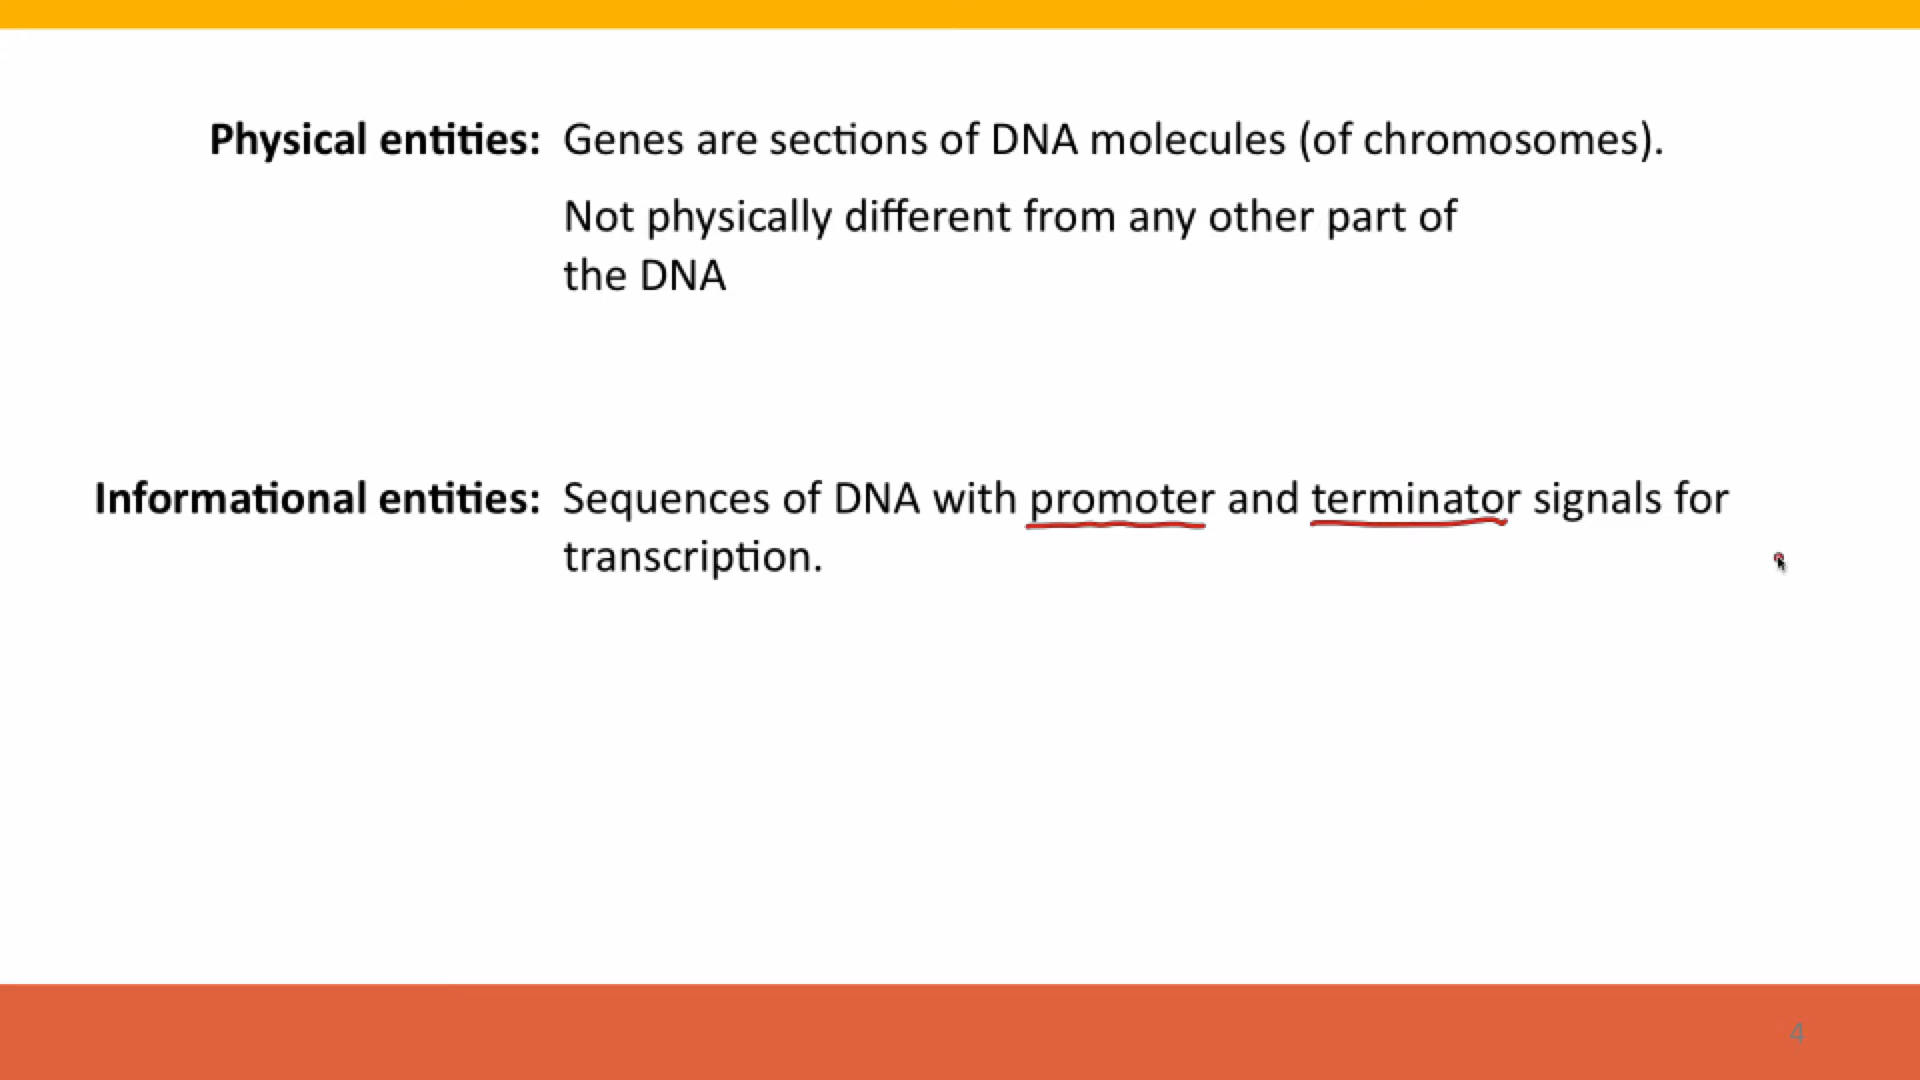 Physical entities: Genes are sections of DNA molecules (of chromosomes).
Not physically different from any other part of
the DNA
Informational entities: Sequences of DNA with promoter and terminator signals for
transcription.
4